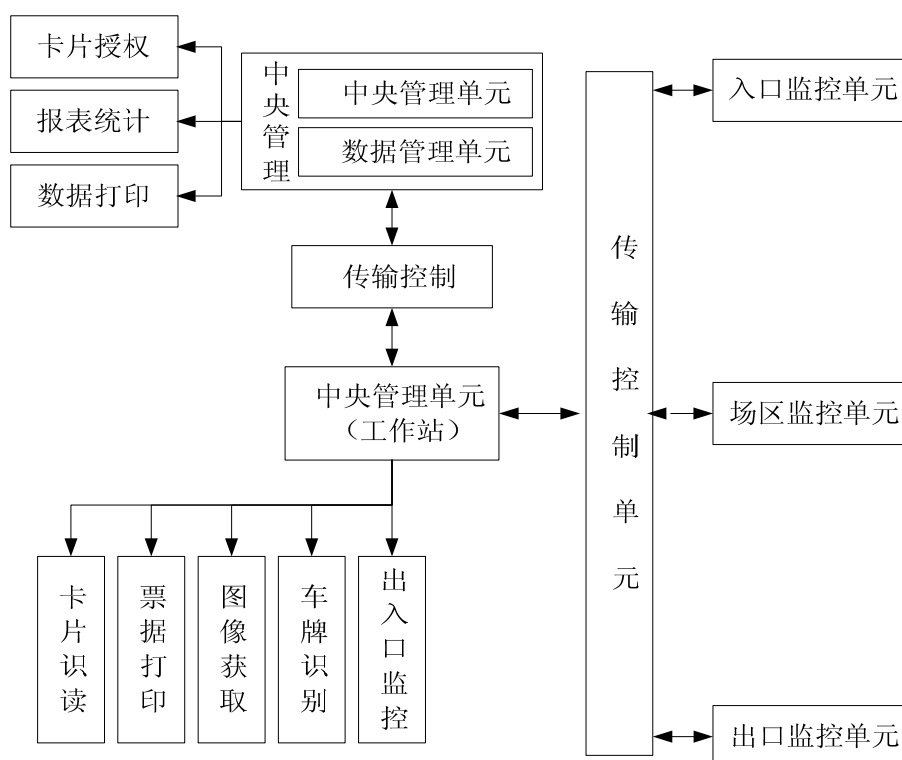 卡片授权
报表统计
数据打印
中央管理
中央管理单元
数据管理单元
传输控制
中央管理单元
（工作站）
卡片识读
票据打印
图像获取
车牌识别
出入口监控
传输控制单元
入口监控单元
场区监控单元
出口监控单元